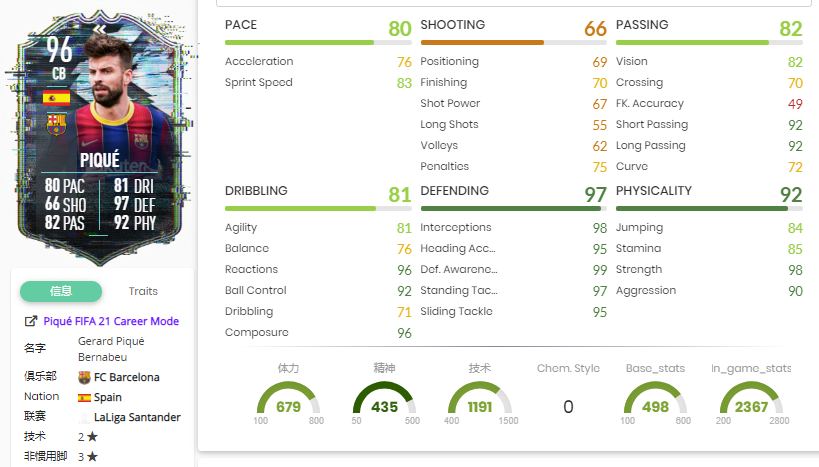 96
CB
PIQUÉ
80 PAC 81 DRI
66 SHO 97 DEF
82 PAS 92 PHY
信息 Traits
Piqué FIFA 21 Career Mode
名字 Gerard Piqué Bernabeu
俱乐部 FC Barcelona
Nation Spain
联赛 LaLiga Santander
技术 2 ★
非惯用脚 3 ★
PACE 80
Acceleration 76
Sprint Speed 83
SHOOTING 66
Positioning 69
Finishing 70
Shot Power 67
Long Shots 55
Volleys 62
Penalties 75
PASSING 82
Vision 82
Crossing 70
FK. Accuracy 49
Short Passing 92
Long Passing 92
Curve 72
DRIBBLING 81
Agility 81
Balance 76
Reactions 96
Ball Control 92
Dribbling 71
Composure 96
DEFENDING 97
Interceptions 98
Heading Acc... 95
Def. Awarene... 99
Standing Tac... 97
Sliding Tackle 95
PHYSICALITY 92
Jumping 84
Stamina 85
Strength 98
Aggression 90
体力 精神 技术 Chem. Style Base_stats In_game_stats
679 435 1191 0 498 2367
100 800 50 500 400 1500 100 600 200 2800